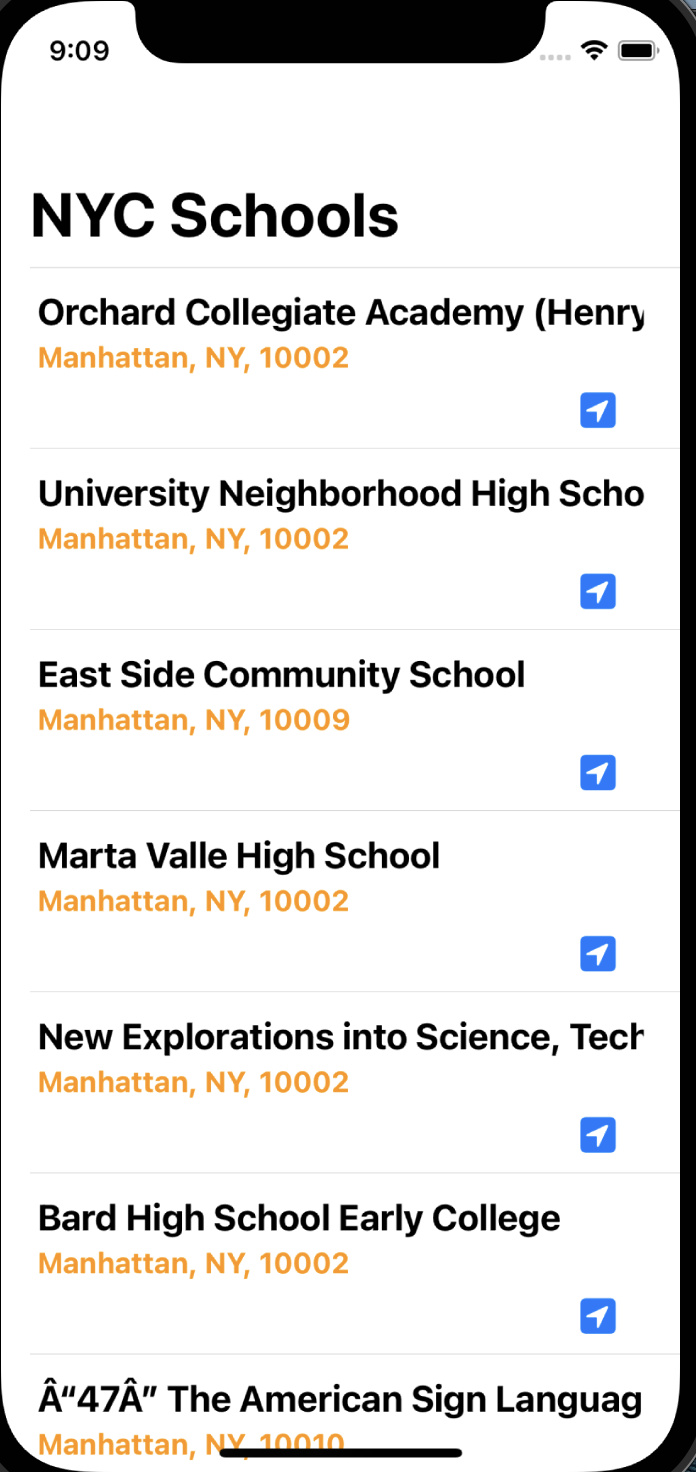 9:09
NYC Schools
Orchard Collegiate Academy (Henry
Manhattan, NY, 10002
University Neighborhood High Scho
Manhattan, NY, 10002
East Side Community School
Manhattan, NY, 10009
Marta Valle High School
Manhattan, NY, 10002
New Explorations into Science, Tech
Manhattan, NY, 10002
Bard High School Early College
Manhattan, NY, 10002
Â“47Â” The American Sign Languag
Manhattan, NY, 10010